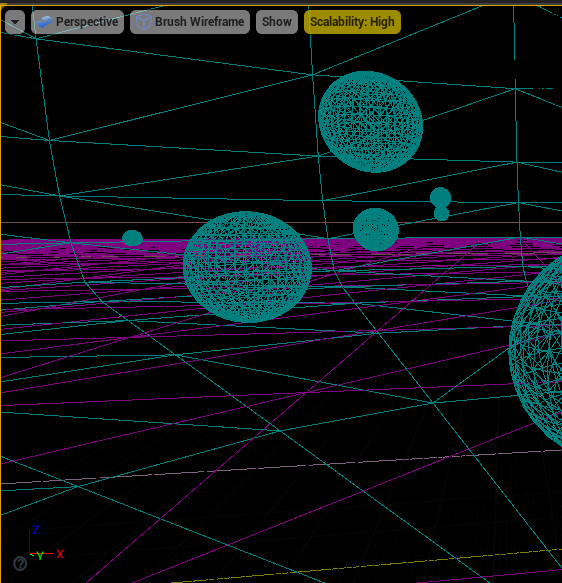 Perspective Brush Wireframe Show Scalability: High
Z
Y X
?